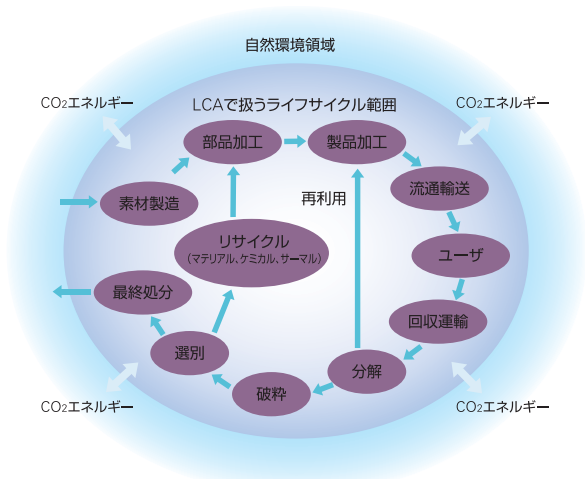 自然環境領域
CO2エネルギー
CO2エネルギー
LCAで扱うライフサイクル範囲
部品加工
製品加工
素材製造
再利用
流通輸送
リサイクル
(マテリアル、ケミカル、サーマル)
ユーザ
最終処分
回収運輸
選別
分解
破粋
CO2エネルギー
CO2エネルギー